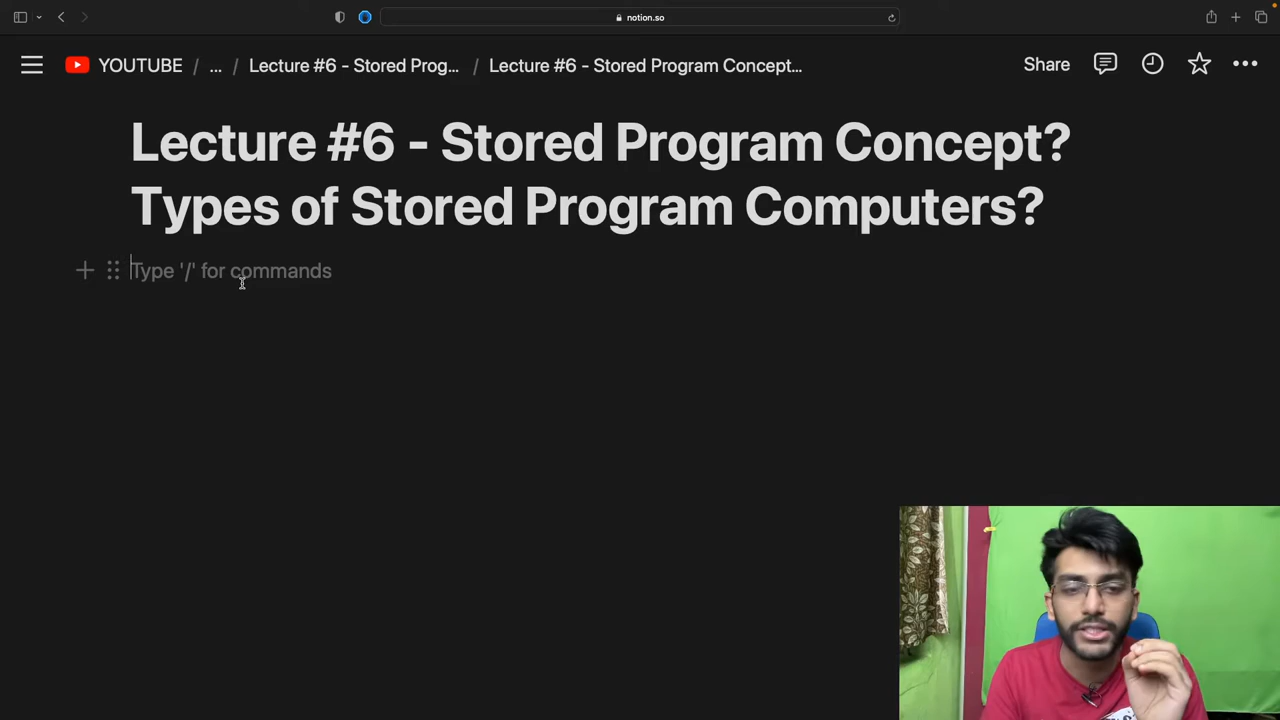 notion.so
YOUTUBE / ... / Lecture #6 - Stored Prog... / Lecture #6 - Stored Program Concept...
Share
Lecture #6 - Stored Program Concept?
Types of Stored Program Computers?
Type '/' for commands